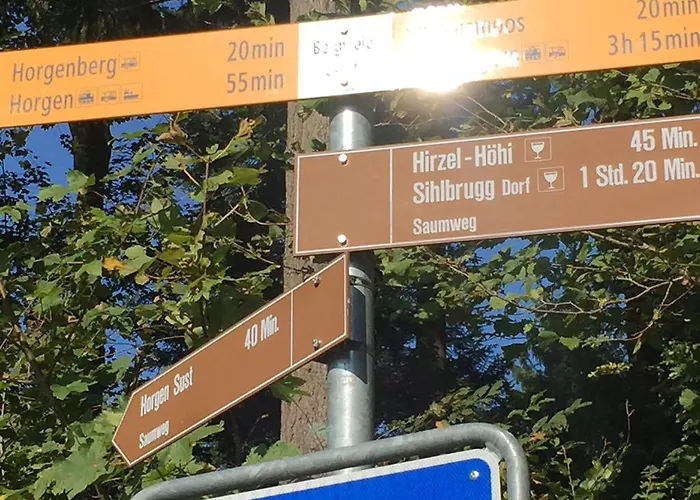 Horgenberg 20min
Horgen 55min
20min
3h 15min
Hirzel-Höhi 45 Min.
Sihlbrugg Dorf 1 Std. 20 Min.
Saumweg
40 Min.
Horgen Sust
Saumweg